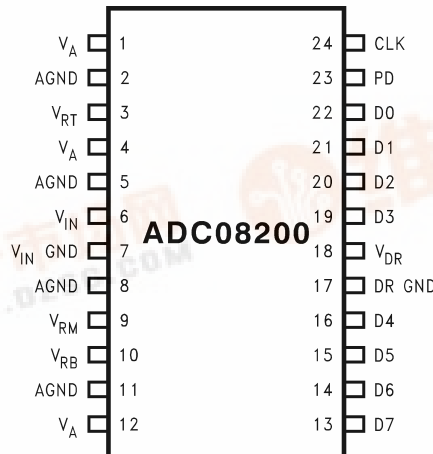 V_A 1 24 CLK
AGND 2 23 PD
V_RT 3 22 D0
V_A 4 21 D1
AGND 5 20 D2
V_IN 6 19 D3
ADC08200
V_IN GND 7 18 V_DR
AGND 8 17 DR GND
V_RM 9 16 D4
V_RB 10 15 D5
AGND 11 14 D6
V_A 12 13 D7